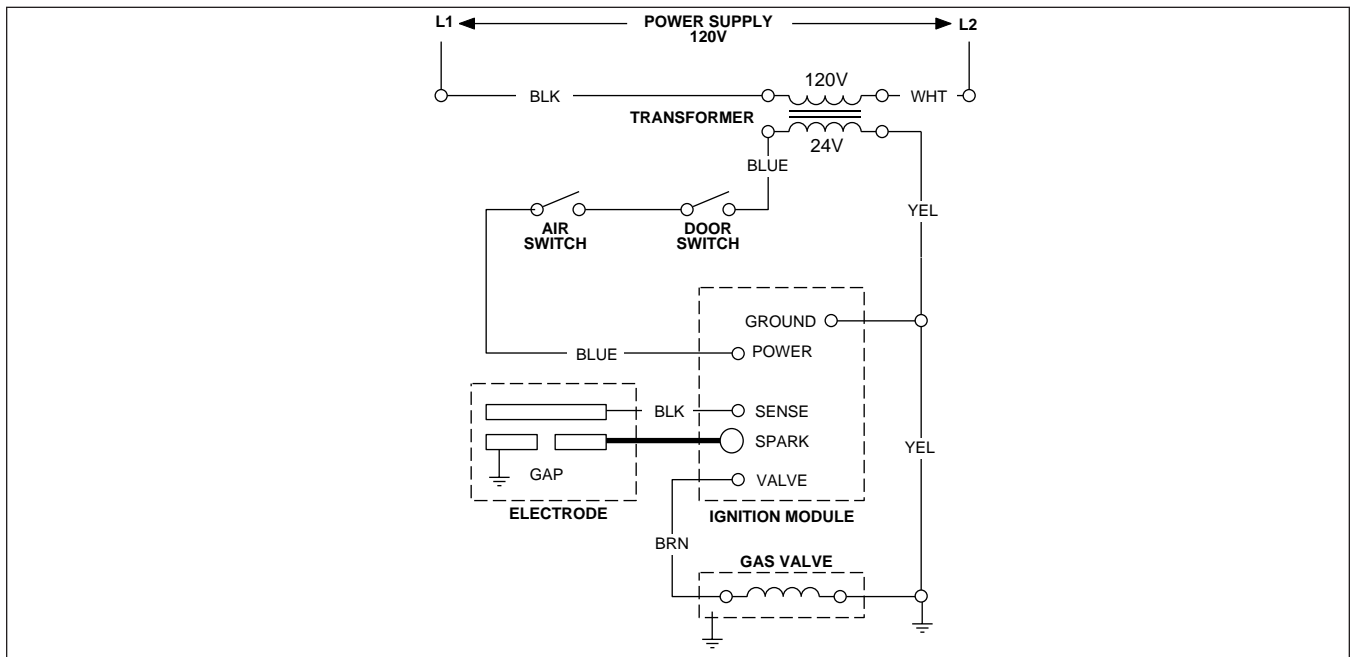 L1 POWER SUPPLY L2
120V
120V
BLK WHT
TRANSFORMER
24V
BLUE
YEL
AIR
SWITCH
DOOR
SWITCH
GROUND
BLUE POWER
BLK SENSE
SPARK
YEL
GAP
VALVE
ELECTRODE
IGNITION MODULE
BRN
GAS VALVE